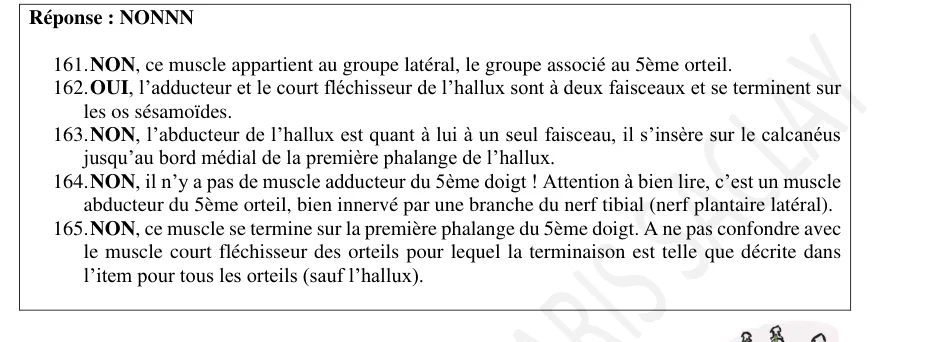 Réponse : NONNN
161.NON, ce muscle appartient au groupe latéral, le groupe associé au 5ème orteil.
162.OUI, l’adducteur et le court fléchisseur de l’hallux sont à deux faisceaux et se terminent sur
les os sésamoïdes.
163.NON, l’abducteur de l’hallux est quant à lui à un seul faisceau, il s’insère sur le calcanéus
jusqu’au bord médial de la première phalange de l’hallux.
164.NON, il n’y a pas de muscle adducteur du 5ème doigt ! Attention à bien lire, c’est un muscle
abducteur du 5ème orteil, bien innervé par une branche du nerf tibial (nerf plantaire latéral).
165.NON, ce muscle se termine sur la première phalange du 5ème doigt. A ne pas confondre avec
le muscle court fléchisseur des orteils pour lequel la terminaison est telle que décrite dans
l’item pour tous les orteils (sauf l’hallux).
ARIS SACLAY